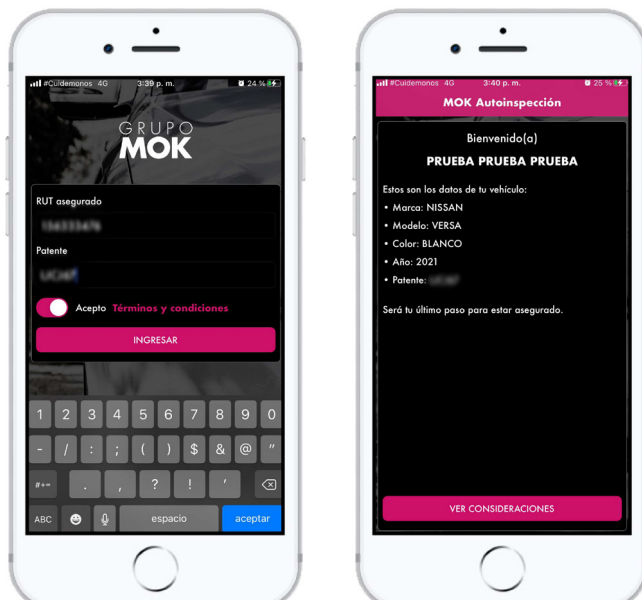 #Cuidemonos 4G 3:39 p. m. 24 %
GRUPO
MOK
RUT asegurado
Patente
Acepto Términos y condiciones
INGRESAR
1 2 3 4 5 6 7 8 9 0
- / : ; ( ) $ & @ "
#+= . , ? ! '
ABC espacio aceptar
#Cuidemonos 4G 3:40 p. m. 25 %
MOK Autoinspección
Bienvenido(a)
PRUEBA PRUEBA PRUEBA
Estos son los datos de tu vehículo:
• Marca: NISSAN
• Modelo: VERSA
• Color: BLANCO
• Año: 2021
• Patente:
Será tu último paso para estar asegurado.
VER CONSIDERACIONES